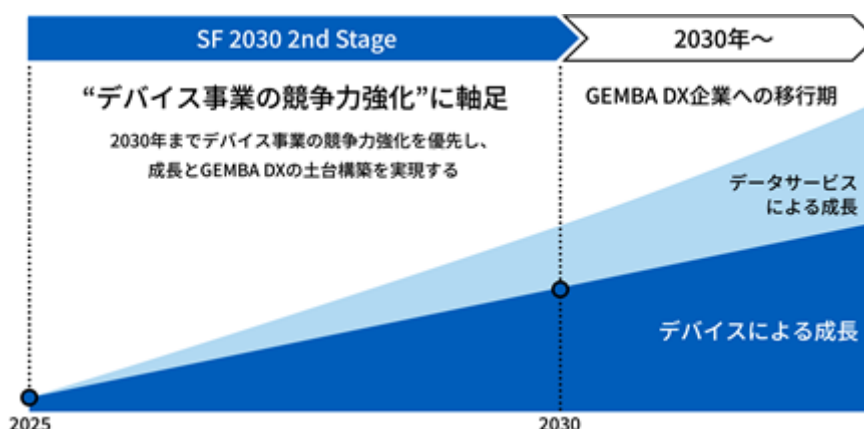 SF 2030 2nd Stage
2030年～
“デバイス事業の競争力強化”に軸足
GEMBA DX企業への移行期
2030年までデバイス事業の競争力強化を優先し、
成長とGEMBA DXの土台構築を実現する
データサービス
による成長
デバイスによる成長
2025
2030